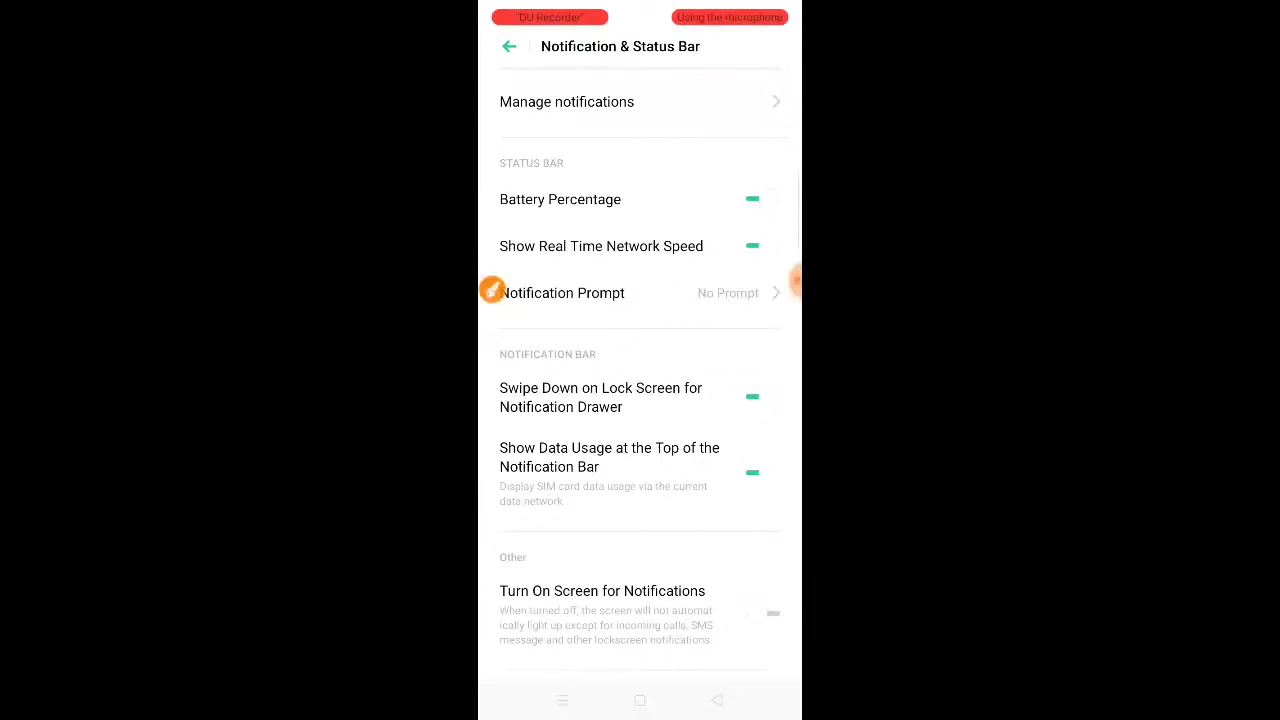 "DU Recorder" Using the microphone
Notification & Status Bar
Manage notifications
STATUS BAR
Battery Percentage
Show Real Time Network Speed
Notification Prompt No Prompt
NOTIFICATION BAR
Swipe Down on Lock Screen for
Notification Drawer
Show Data Usage at the Top of the
Notification Bar
Display SIM card data usage via the current
data network
Other
Turn On Screen for Notifications
When turned off, the screen will not automat-
ically light up except for incoming calls, SMS
message and other lockscreen notifications.